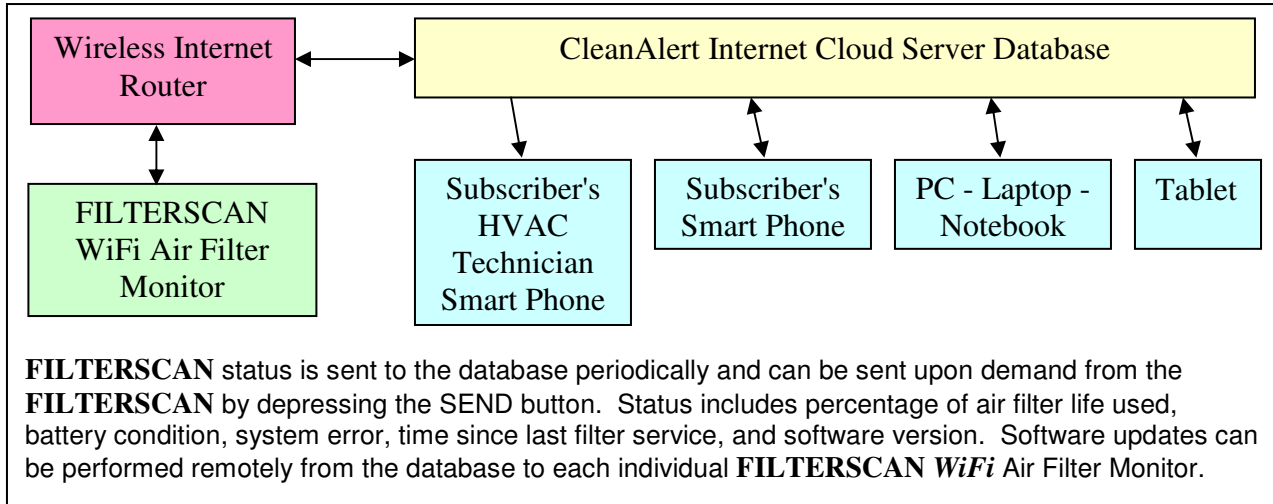 Wireless Internet
Router
CleanAlert Internet Cloud Server Database
FILTERSCAN
WiFi Air Filter
Monitor
Subscriber's
HVAC
Technician
Smart Phone
Subscriber's
Smart Phone
PC - Laptop -
Notebook
Tablet
FILTERSCAN status is sent to the database periodically and can be sent upon demand from the
FILTERSCAN by depressing the SEND button. Status includes percentage of air filter life used,
battery condition, system error, time since last filter service, and software version. Software updates can
be performed remotely from the database to each individual FILTERSCAN WiFi Air Filter Monitor.